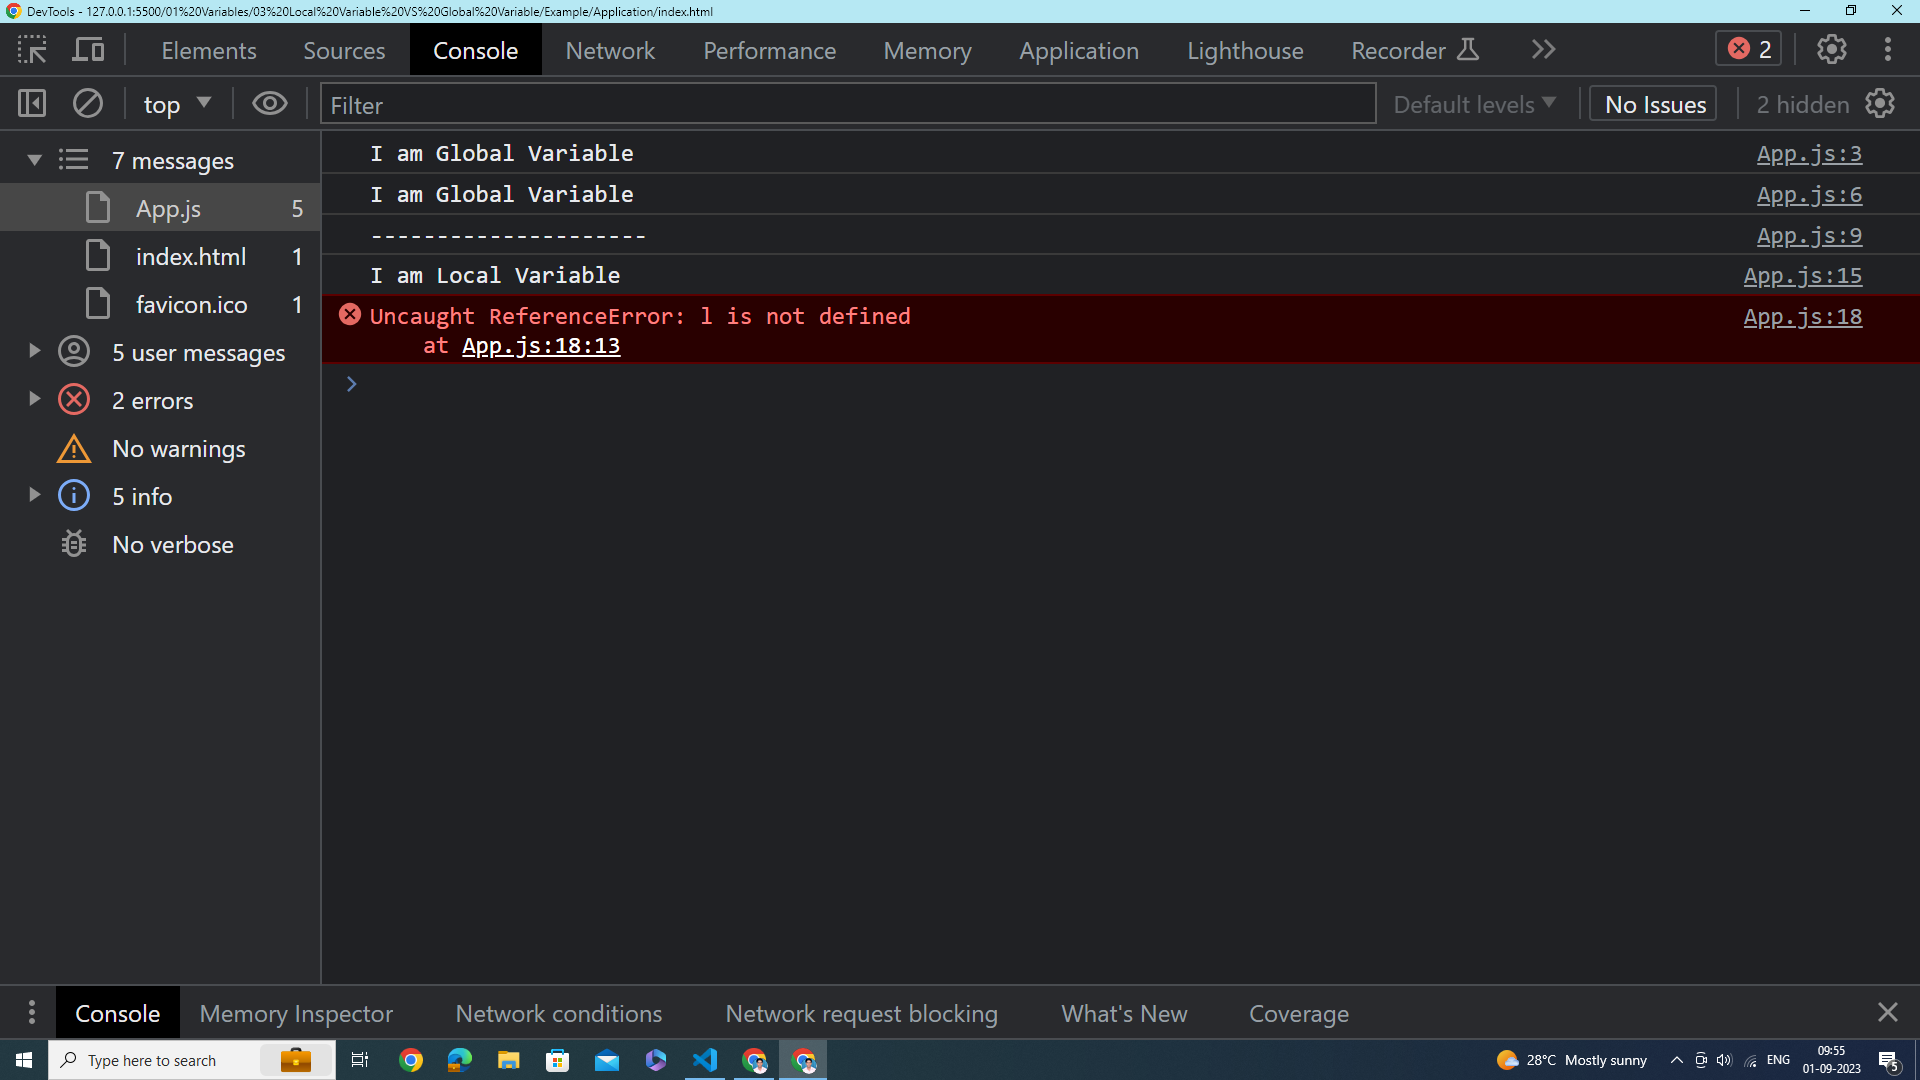 DevTools - 127.0.0.1:5500/01%20Variables/03%20Local%20Variable%20VS%20Global%20Variable/Example/Application/index.html
Elements Sources Console Network Performance Memory Application Lighthouse Recorder 2
top Filter Default levels No Issues 2 hidden
7 messages
App.js 5
index.html 1
favicon.ico 1
5 user messages
2 errors
No warnings
5 info
No verbose
I am Global Variable App.js:3
I am Global Variable App.js:6
--------------------- App.js:9
I am Local Variable App.js:15
Uncaught ReferenceError: l is not defined App.js:18
at App.js:18:13
Console Memory Inspector Network conditions Network request blocking What's New Coverage
Type here to search 28°C Mostly sunny ENG 09:55
01-09-2023 5